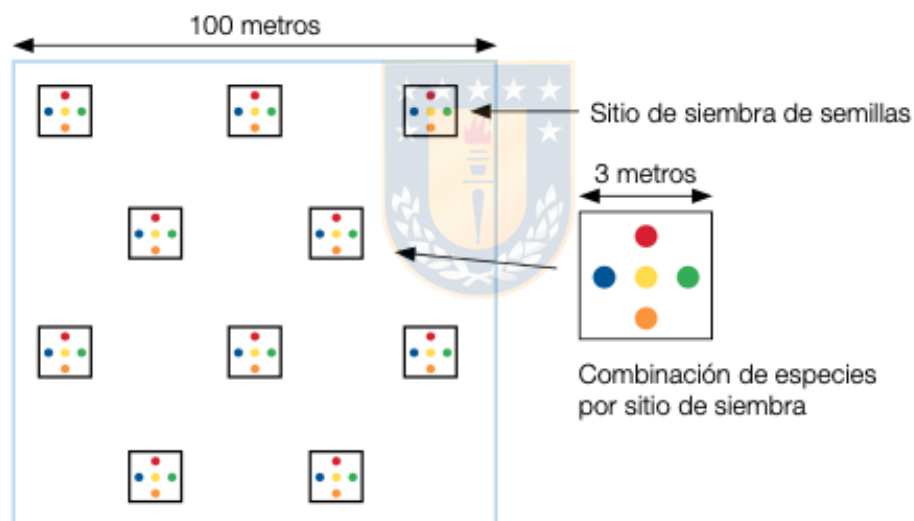 100 metros
Sitio de siembra de semillas
3 metros
Combinación de especies
por sitio de siembra